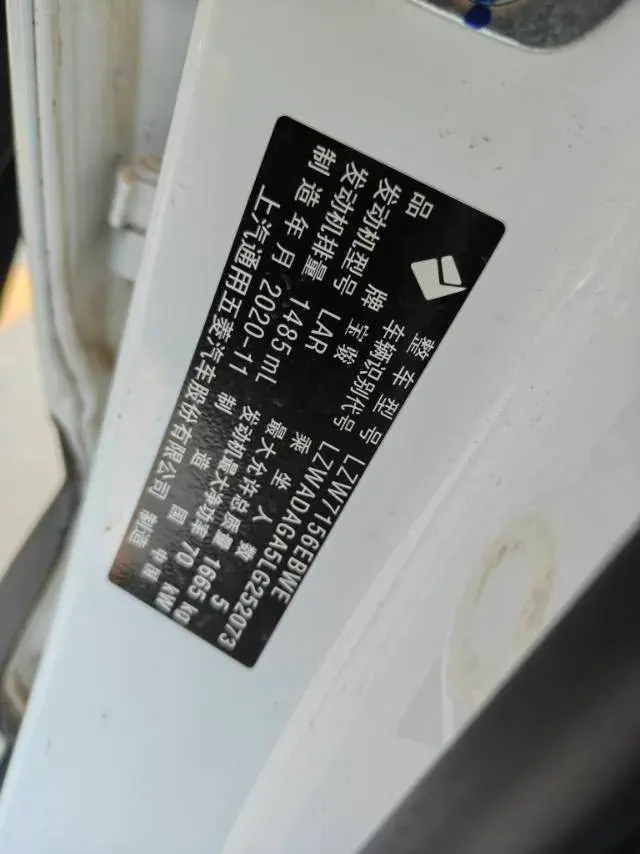 整车型号 LZW7156EBWE
车辆识别代号 LZWADAGA5LG252073
品牌 宝骏 乘坐人数 5
发动机型号 LAR 最大允许总质量 1665 kg
发动机排量 1485 mL 发动机最大净功率 70 kW
制造年月 2020-11 制造国 中国
上汽通用五菱汽车股份有限公司 制造